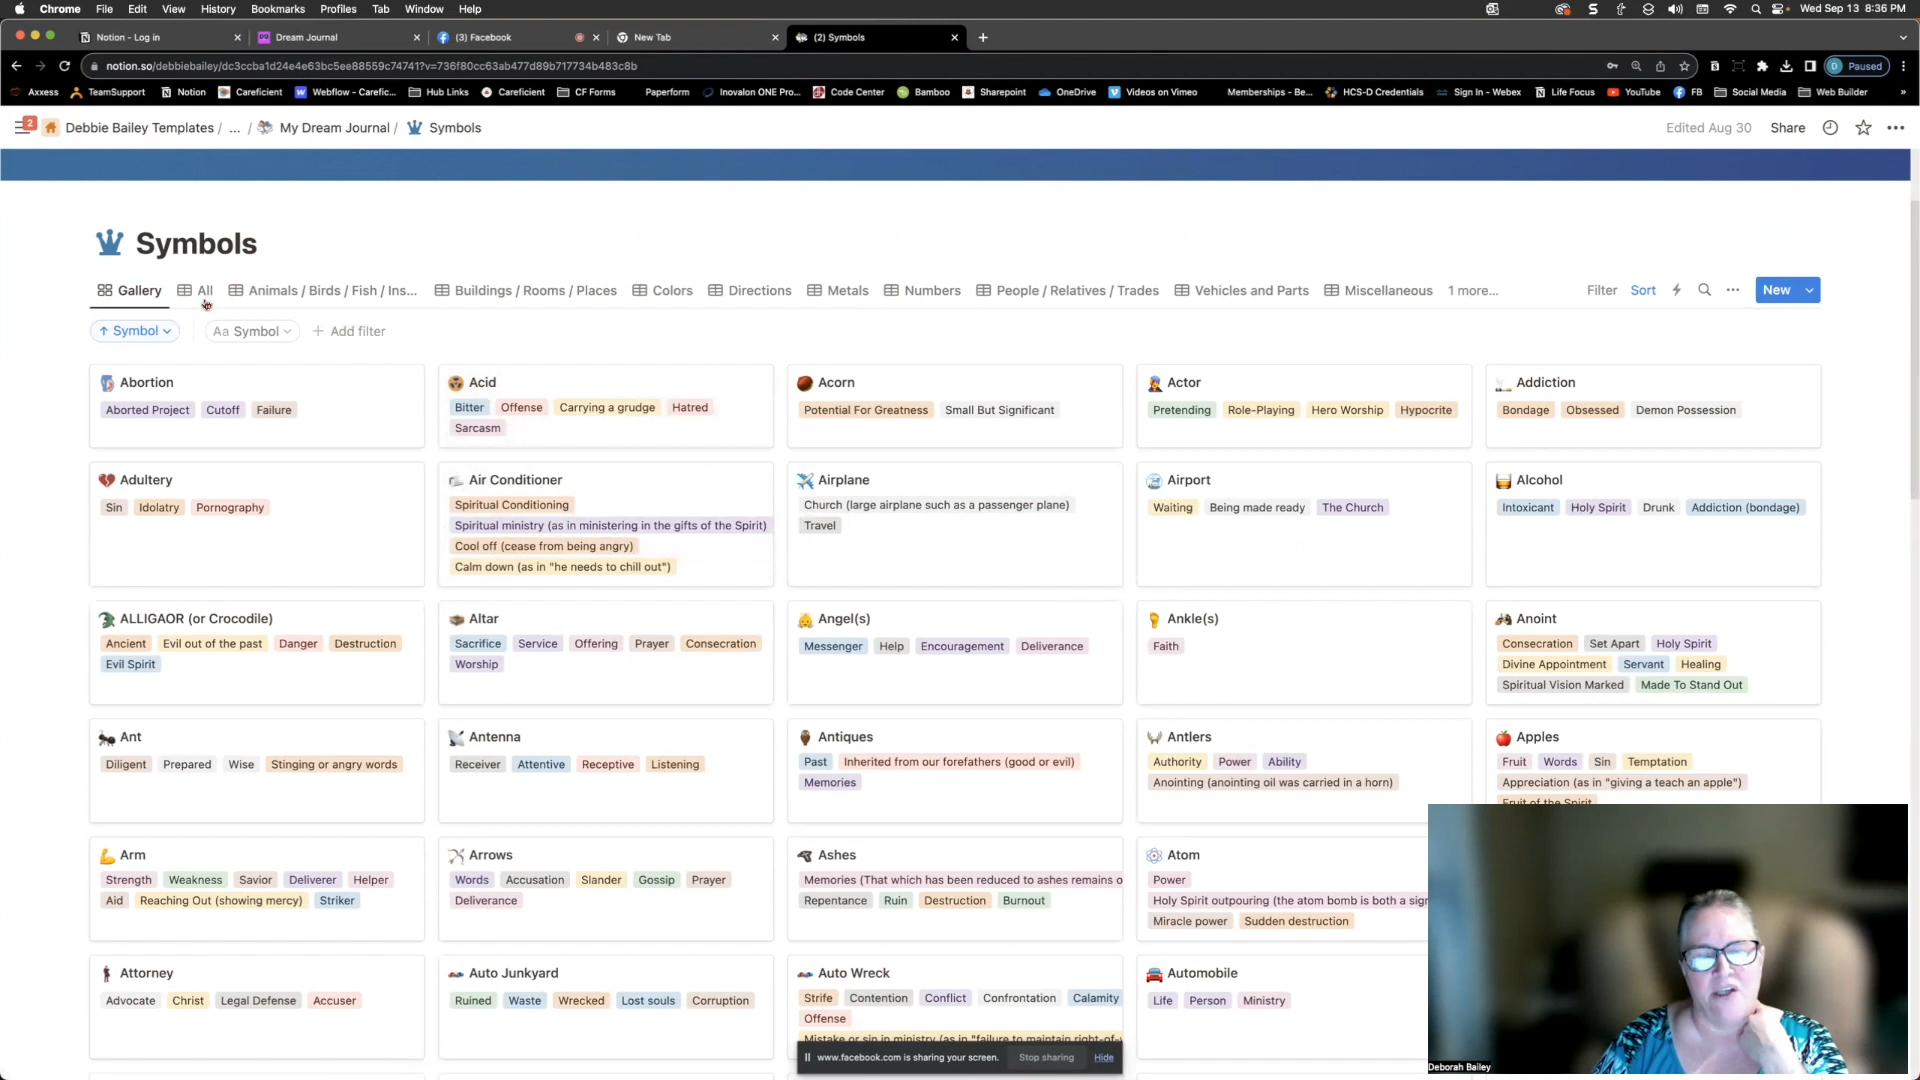 Chrome File Edit View History Bookmarks Profiles Tab Window Help Wed Sep 13 8:36 PM
Notion - Log in Dream Journal (3) Facebook New Tab (2) Symbols
notion.so/debbiebailey/dc3ccba1d24e4e63bc5ee88559c74741?v=736f80cc63ab477d89b717734b483c8b Paused
Axxess TeamSupport Notion Careficient Webflow - Carefic... Hub Links Careficient CF Forms Paperform Inovalon ONE Pro... Code Center Bamboo Sharepoint OneDrive Videos on Vimeo Memberships - Be... HCS-D Credentials Sign In - Webex Life Focus YouTube FB Social Media Web Builder »
2 Debbie Bailey Templates / ... / My Dream Journal / Symbols Edited Aug 30 Share
Symbols
Gallery All Animals / Birds / Fish / Ins... Buildings / Rooms / Places Colors Directions Metals Numbers People / Relatives / Trades Vehicles and Parts Miscellaneous 1 more... Filter Sort New
↑ Symbol Aa Symbol + Add filter
Abortion Acid Acorn Actor Addiction
Aborted Project Cutoff Failure Bitter Offense Carrying a grudge Hatred Potential For Greatness Small But Significant Pretending Role-Playing Hero Worship Hypocrite Bondage Obsessed Demon Possession
Sarcasm
Adultery Air Conditioner Airplane Airport Alcohol
Sin Idolatry Pornography Spiritual Conditioning Church (large airplane such as a passenger plane) Waiting Being made ready The Church Intoxicant Holy Spirit Drunk Addiction (bondage)
Spiritual ministry (as in ministering in the gifts of the Spirit) Travel
Cool off (cease from being angry)
Calm down (as in "he needs to chill out")
ALLIGAOR (or Crocodile) Altar Angel(s) Ankle(s) Anoint
Ancient Evil out of the past Danger Destruction Sacrifice Service Offering Prayer Consecration Messenger Help Encouragement Deliverance Faith Consecration Set Apart Holy Spirit
Evil Spirit Worship Divine Appointment Servant Healing
Spiritual Vision Marked Made To Stand Out
Ant Antenna Antiques Antlers Apples
Diligent Prepared Wise Stinging or angry words Receiver Attentive Receptive Listening Past Inherited from our forefathers (good or evil) Authority Power Ability Fruit Words Sin Temptation
Memories Anointing (anointing oil was carried in a horn) Appreciation (as in "giving a teach an apple")
Fruit of the Spirit
Arm Arrows Ashes Atom
Strength Weakness Savior Deliverer Helper Words Accusation Slander Gossip Prayer Memories (That which has been reduced to ashes remains o Power
Aid Reaching Out (showing mercy) Striker Deliverance Repentance Ruin Destruction Burnout Holy Spirit outpouring (the atom bomb is both a sign
Miracle power Sudden destruction
Attorney Auto Junkyard Auto Wreck Automobile
Advocate Christ Legal Defense Accuser Ruined Waste Wrecked Lost souls Corruption Strife Contention Conflict Confrontation Calamity Life Person Ministry
Offense
Mistake or sin in ministry (as in "failure to maintain right-of-
www.facebook.com is sharing your screen. Stop sharing Hide
Deborah Bailey